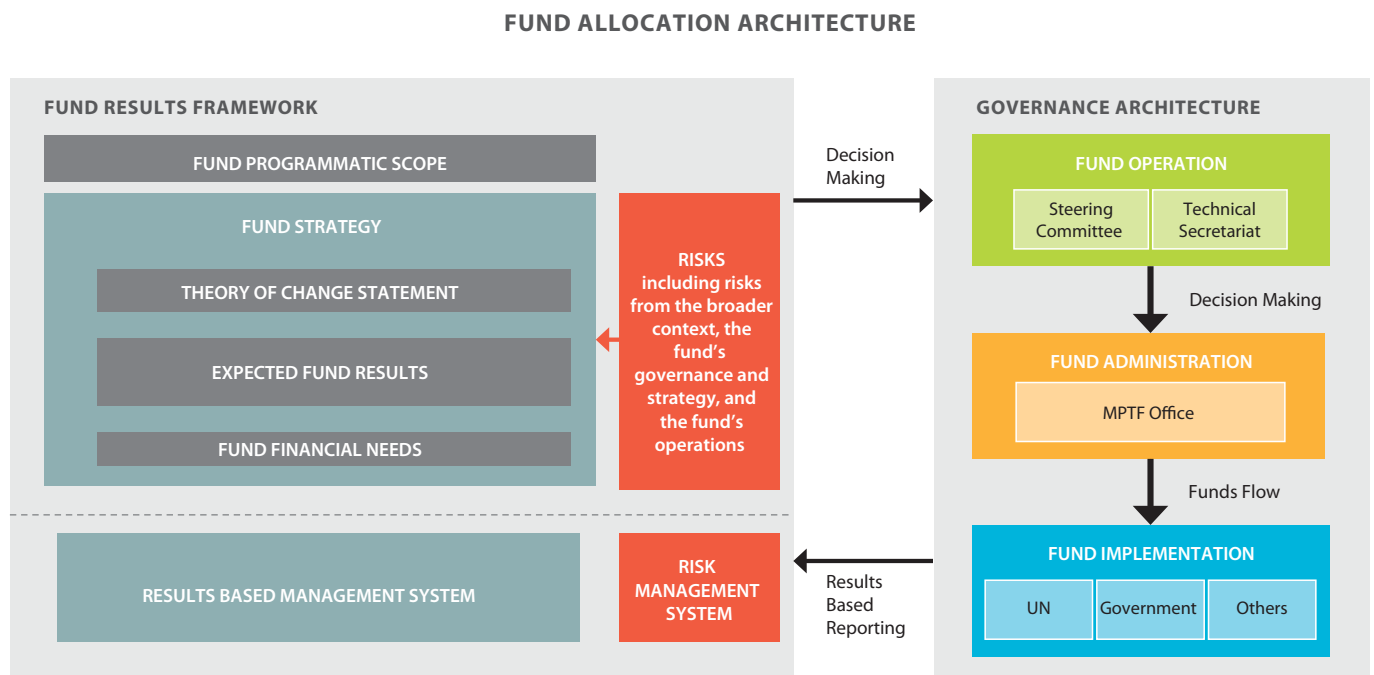 FUND ALLOCATION ARCHITECTURE
FUND RESULTS FRAMEWORK
FUND PROGRAMMATIC SCOPE
FUND STRATEGY
THEORY OF CHANGE STATEMENT
EXPECTED FUND RESULTS
FUND FINANCIAL NEEDS
RISKS
including risks
from the broader
context, the
fund's
governance and
strategy, and
the fund's
operations
RESULTS BASED MANAGEMENT SYSTEM
RISK
MANAGEMENT
SYSTEM
Decision
Making
Results
Based
Reporting
GOVERNANCE ARCHITECTURE
FUND OPERATION
Steering
Committee
Technical
Secretariat
Decision Making
FUND ADMINISTRATION
MPTF Office
Funds Flow
FUND IMPLEMENTATION
UN
Government
Others